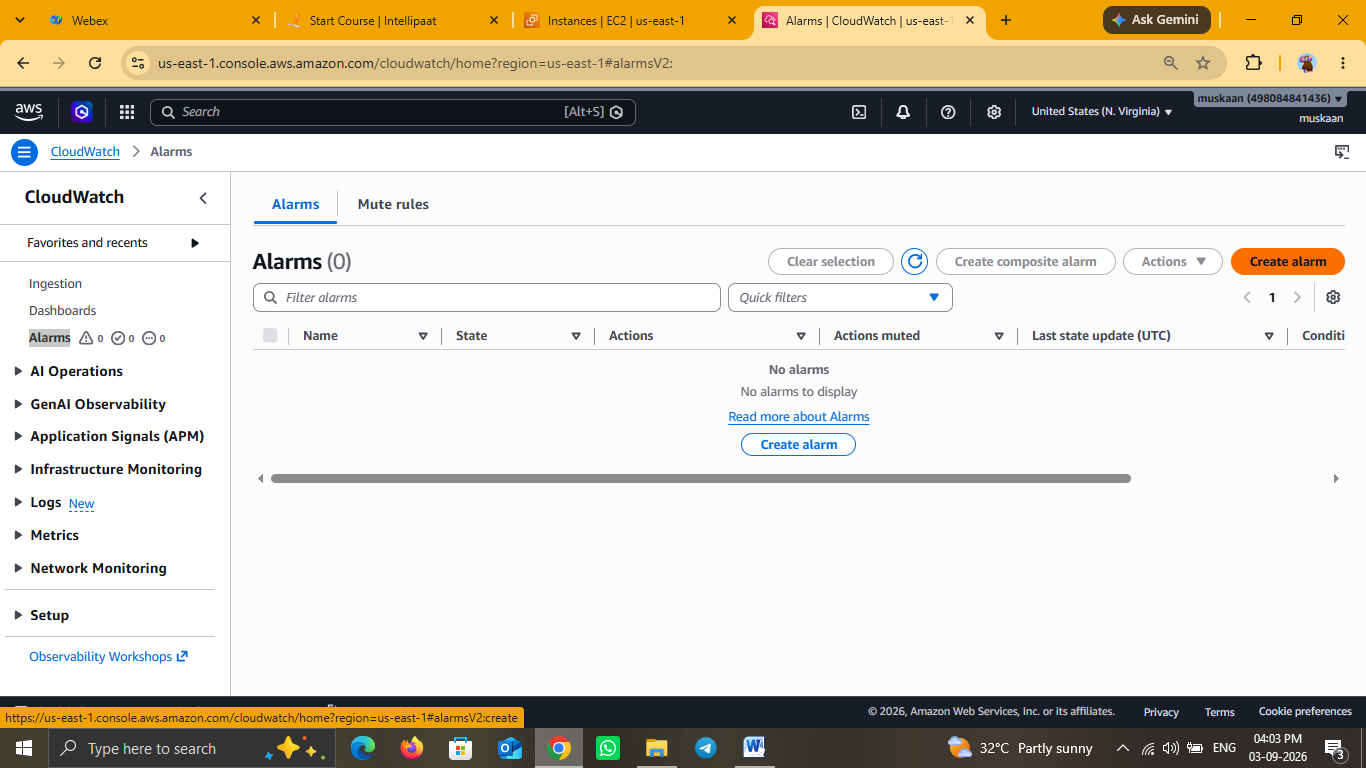 Webex
Start Course | Intellipaat
Instances | EC2 | us-east-1
Alarms | CloudWatch | us-east-1
Ask Gemini
us-east-1.console.aws.amazon.com/cloudwatch/home?region=us-east-1#alarmsV2:
aws
Search
[Alt+S]
United States (N. Virginia)
muskaan (498084841436)
muskaan
CloudWatch
Alarms
CloudWatch
Favorites and recents
Ingestion
Dashboards
Alarms 0 0 0
AI Operations
GenAI Observability
Application Signals (APM)
Infrastructure Monitoring
Logs New
Metrics
Network Monitoring
Setup
Observability Workshops
Alarms
Mute rules
Alarms (0)
Clear selection
Create composite alarm
Actions
Create alarm
Filter alarms
Quick filters
1
Name
State
Actions
Actions muted
Last state update (UTC)
Conditi
No alarms
No alarms to display
Read more about Alarms
Create alarm
https://us-east-1.console.aws.amazon.com/cloudwatch/home?region=us-east-1#alarmsV2:create
© 2026, Amazon Web Services, Inc. or its affiliates.
Privacy
Terms
Cookie preferences
Type here to search
32°C Partly sunny
ENG
04:03 PM
03-09-2026
3